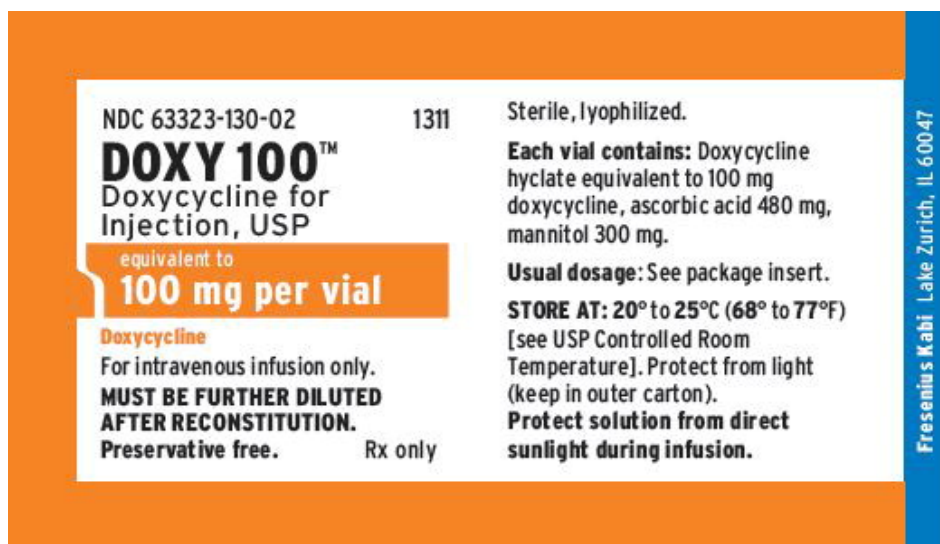 NDC 63323-130-02 1311
DOXY 100™
Doxycycline for
Injection, USP
equivalent to
100 mg per vial
Doxycycline
For intravenous infusion only.
MUST BE FURTHER DILUTED
AFTER RECONSTITUTION.
Preservative free. Rx only
Sterile, lyophilized.
Each vial contains: Doxycycline
hyclate equivalent to 100 mg
doxycycline, ascorbic acid 480 mg,
mannitol 300 mg.
Usual dosage: See package insert.
STORE AT: 20° to 25°C (68° to 77°F)
[see USP Controlled Room
Temperature]. Protect from light
(keep in outer carton).
Protect solution from direct
sunlight during infusion.
Fresenius Kabi Lake Zurich, IL 60047